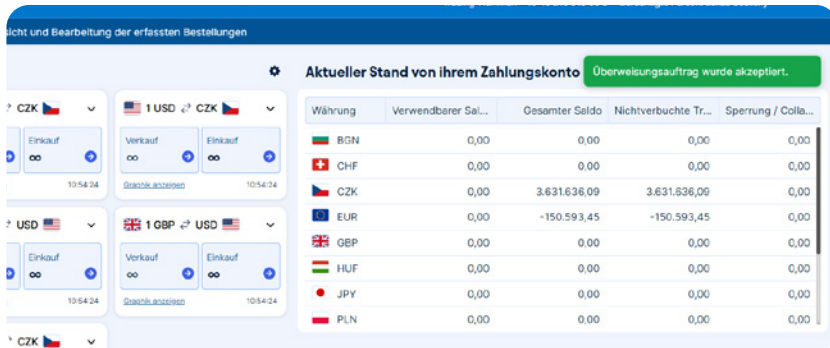 sicht und Bearbeitung der erfassten Bestellungen
Aktueller Stand von ihrem Zahlungskonto
Überweisungsauftrag wurde akzeptiert.
CZK
1 USD ⇄ CZK
Einkauf
∞
Verkauf
∞
Einkauf
∞
10:54:24
Graphik anzeigen
10:54:24
USD
1 GBP ⇄ USD
Einkauf
∞
Verkauf
∞
Einkauf
∞
10:54:24
Graphik anzeigen
10:54:24
CZK
Währung Verwendbarer Sal... Gesamter Saldo Nichtverbuchte Tr... Sperrung / Colla...
BGN 0,00 0,00 0,00 0,00
CHF 0,00 0,00 0,00 0,00
CZK 0,00 3.631.636,09 3.631.636,09 0,00
EUR 0,00 -150.593,45 -150.593,45 0,00
GBP 0,00 0,00 0,00 0,00
HUF 0,00 0,00 0,00 0,00
JPY 0,00 0,00 0,00 0,00
PLN 0,00 0,00 0,00 0,00